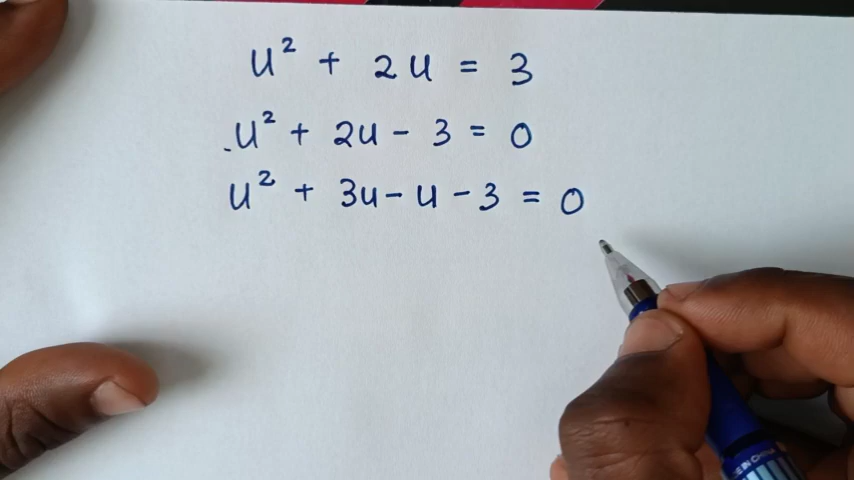 u² + 2u = 3
u² + 2u - 3 = 0
u² + 3u - u - 3 = 0